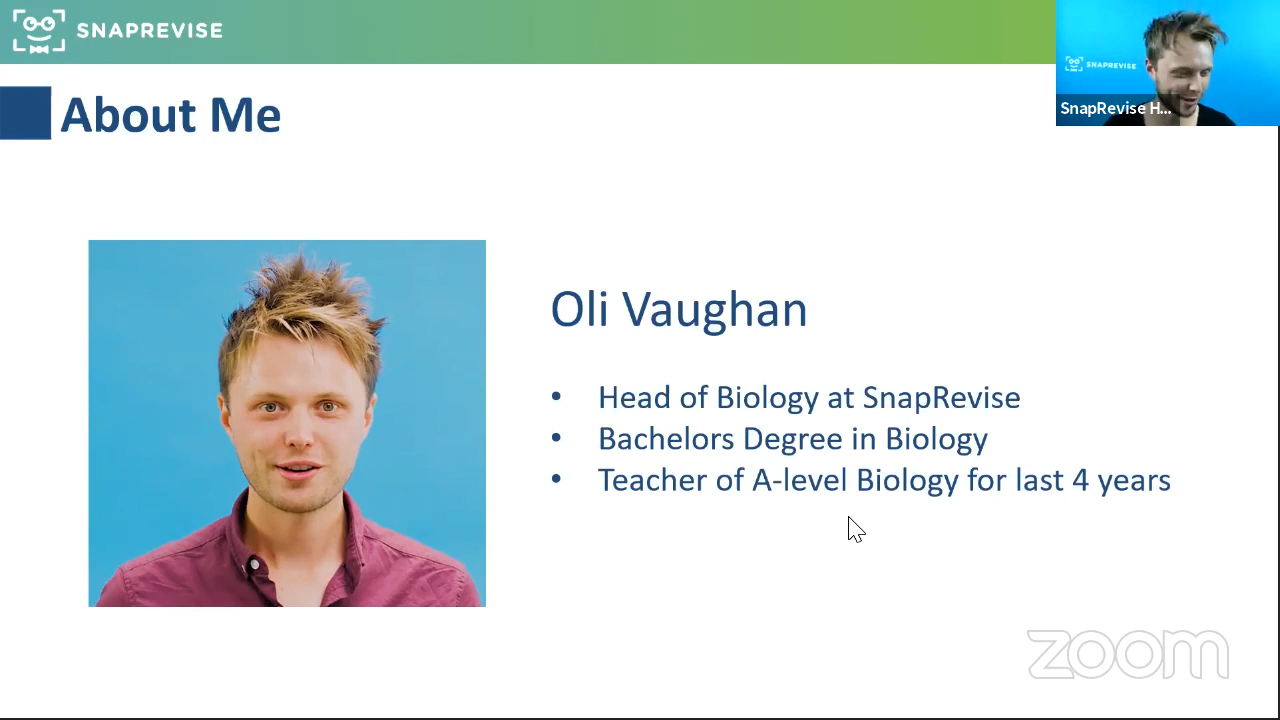 SNAPREVISE
SNAPREVISE
SnapRevise H...
About Me
Oli Vaughan
• Head of Biology at SnapRevise
• Bachelors Degree in Biology
• Teacher of A-level Biology for last 4 years
zoom